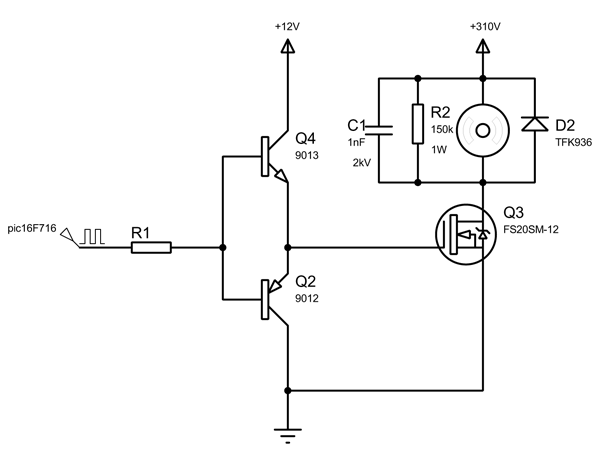 +12V
+310V
Q4
9013
C1
1nF
2kV
R2
150k
1W
D2
TFK936
pic16F716
R1
Q3
FS20SM-12
Q2
9012